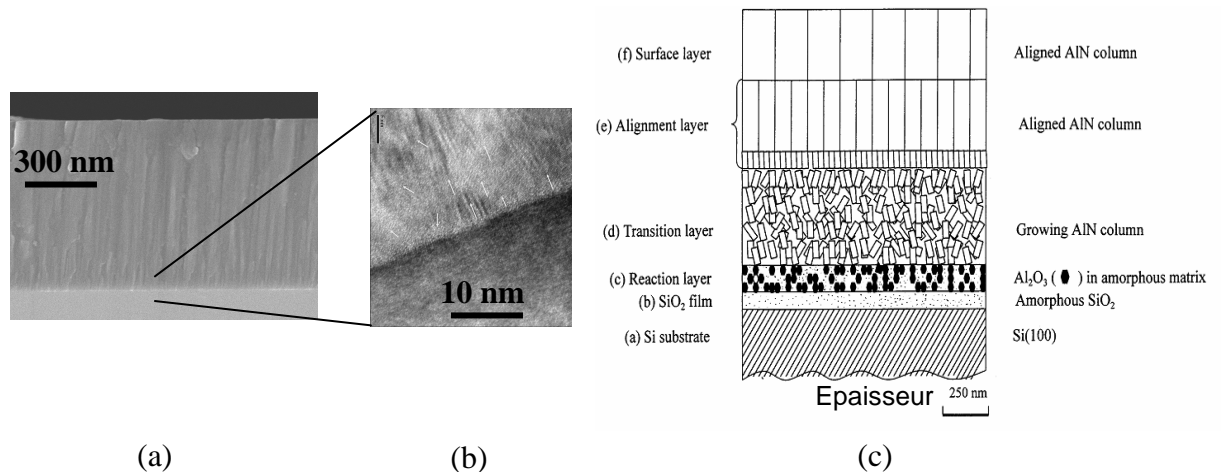 300 nm
10 nm
(f) Surface layer
Aligned AlN column
(e) Alignment layer
Aligned AlN column
(d) Transition layer
Growing AlN column
(c) Reaction layer
Al₂O₃ ( ⬮ ) in amorphous matrix
(b) SiO₂ film
Amorphous SiO₂
(a) Si substrate
Si(100)
Epaisseur
250 nm
(a)
(b)
(c)